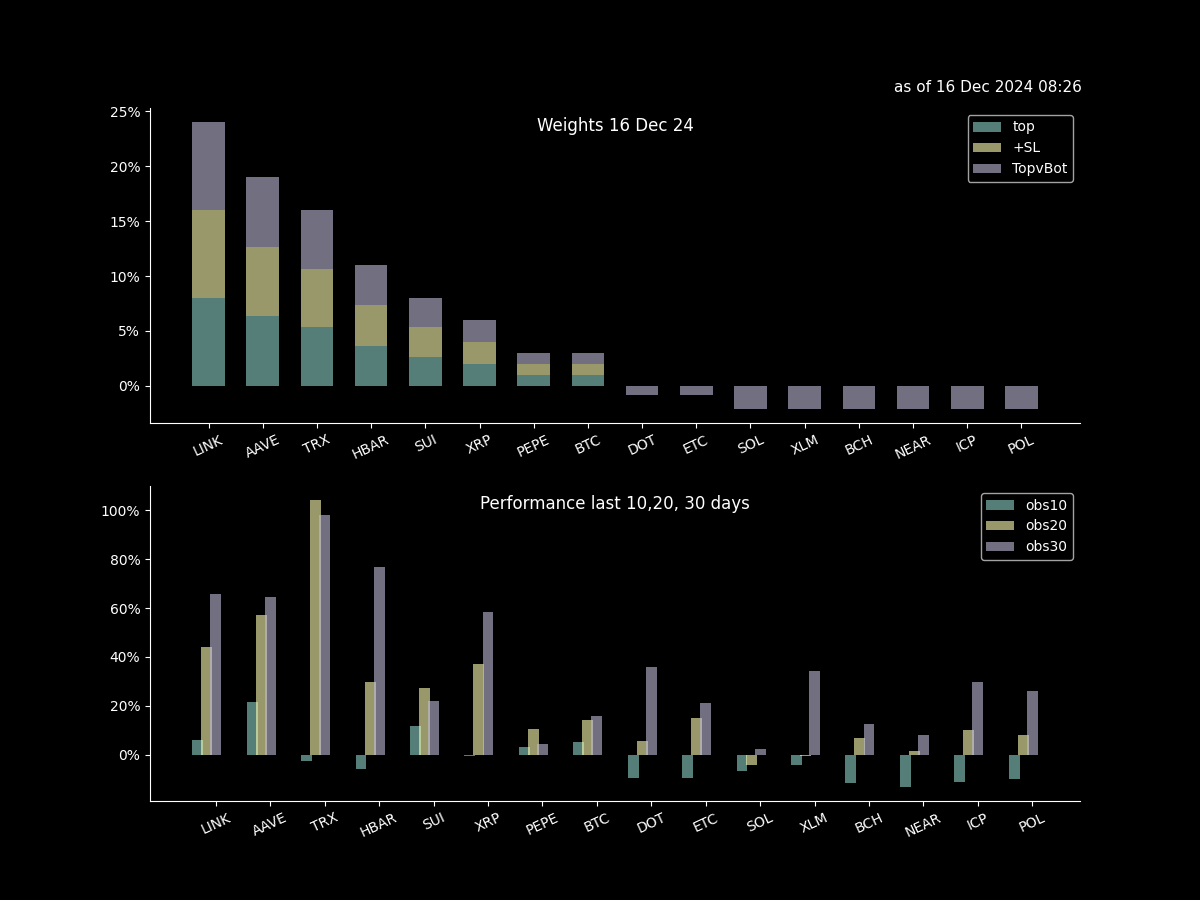 as of 16 Dec 2024 08:26
Weights 16 Dec 24
top
+SL
TopvBot
25%
20%
15%
10%
5%
0%
LINK AAVE TRX HBAR SUI XRP PEPE BTC DOT ETC SOL XLM BCH NEAR ICP POL
Performance last 10,20, 30 days
obs10
obs20
obs30
100%
80%
60%
40%
20%
0%
LINK AAVE TRX HBAR SUI XRP PEPE BTC DOT ETC SOL XLM BCH NEAR ICP POL